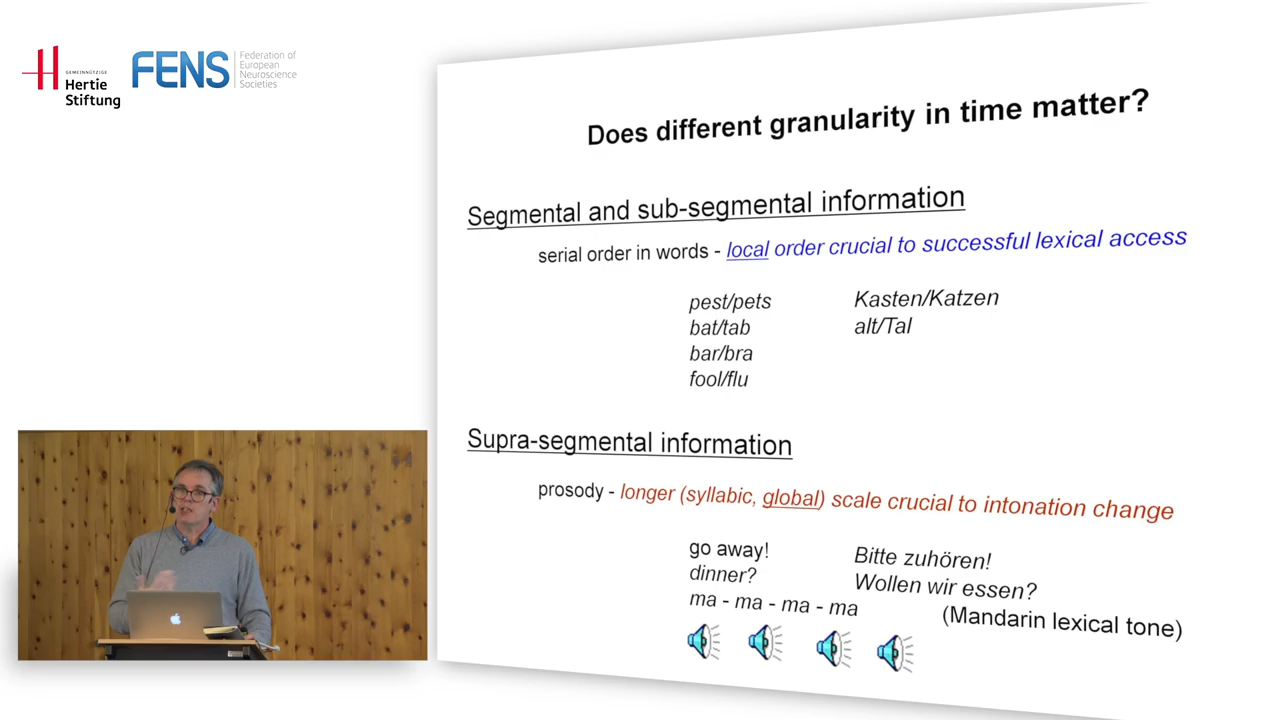 GEMEINNÜTZIGE
Hertie
Stiftung
FENS
Federation of
European
Neuroscience
Societies
Does different granularity in time matter?
Segmental and sub-segmental information
serial order in words - local order crucial to successful lexical access
pest/pets Kasten/Katzen
bat/tab alt/Tal
bar/bra
fool/flu
Supra-segmental information
prosody - longer (syllabic, global) scale crucial to intonation change
go away! Bitte zuhören!
dinner? Wollen wir essen?
ma - ma - ma - ma (Mandarin lexical tone)